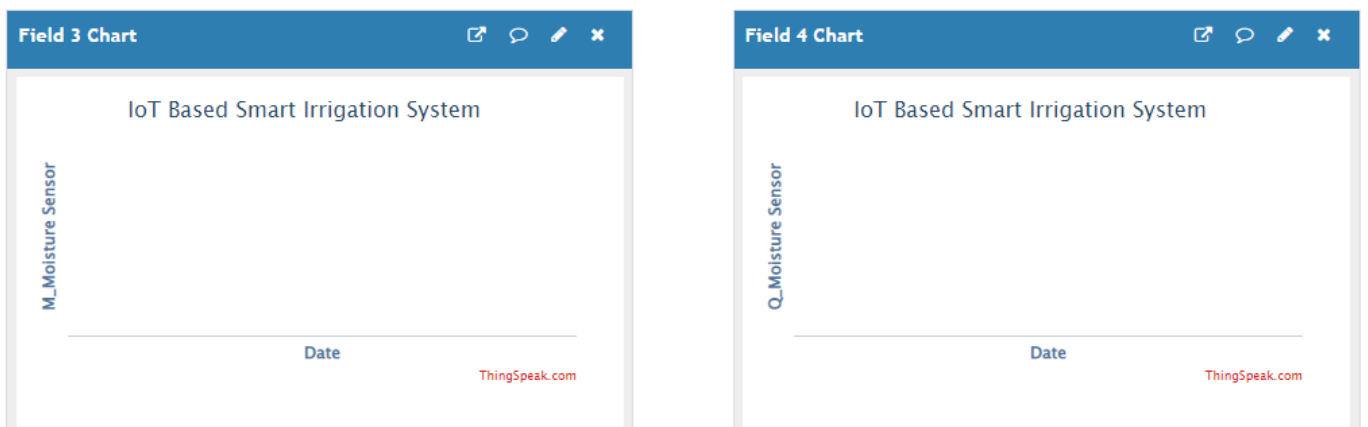 Field 3 Chart
IoT Based Smart Irrigation System
M_Moisture Sensor
Date
ThingSpeak.com
Field 4 Chart
IoT Based Smart Irrigation System
Q_Moisture Sensor
Date
ThingSpeak.com